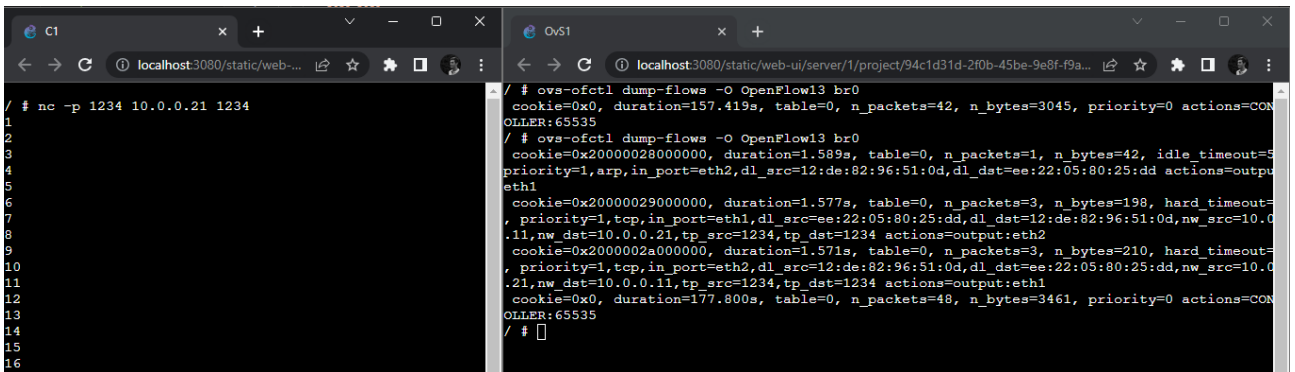 C1
localhost:3080/static/web-...
/ # nc -p 1234 10.0.0.21 1234
1
2
3
4
5
6
7
8
9
10
11
12
13
14
15
16
OvS1
localhost:3080/static/web-ui/server/1/project/94c1d31d-2f0b-45be-9e8f-f9a...
/ # ovs-ofctl dump-flows -O OpenFlow13 br0
cookie=0x0, duration=157.419s, table=0, n_packets=42, n_bytes=3045, priority=0 actions=CON
OLLER:65535
/ # ovs-ofctl dump-flows -O OpenFlow13 br0
cookie=0x20000028000000, duration=1.589s, table=0, n_packets=1, n_bytes=42, idle_timeout=5
priority=1,arp,in_port=eth2,dl_src=12:de:82:96:51:0d,dl_dst=ee:22:05:80:25:dd actions=outpu
eth1
cookie=0x20000029000000, duration=1.577s, table=0, n_packets=3, n_bytes=198, hard_timeout=
, priority=1,tcp,in_port=eth1,dl_src=ee:22:05:80:25:dd,dl_dst=12:de:82:96:51:0d,nw_src=10.0
.11,nw_dst=10.0.0.21,tp_src=1234,tp_dst=1234 actions=output:eth2
cookie=0x2000002a000000, duration=1.571s, table=0, n_packets=3, n_bytes=210, hard_timeout=
, priority=1,tcp,in_port=eth2,dl_src=12:de:82:96:51:0d,dl_dst=ee:22:05:80:25:dd,nw_src=10.0
.21,nw_dst=10.0.0.11,tp_src=1234,tp_dst=1234 actions=output:eth1
cookie=0x0, duration=177.800s, table=0, n_packets=48, n_bytes=3461, priority=0 actions=CON
OLLER:65535
/ #